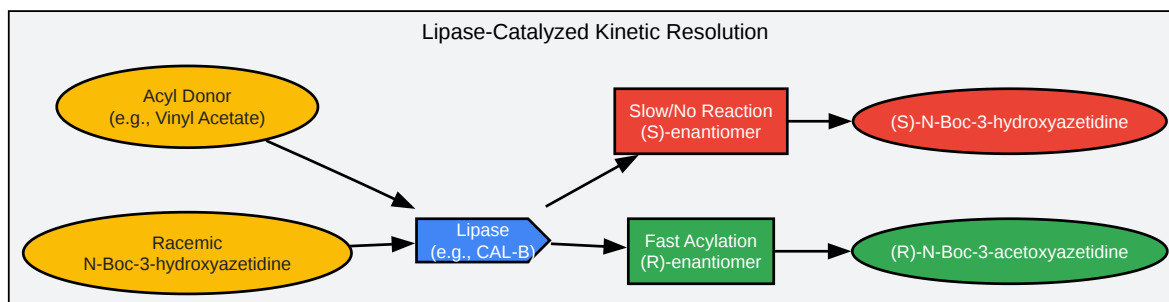 Lipase-Catalyzed Kinetic Resolution
Acyl Donor
(e.g., Vinyl Acetate)
Slow/No Reaction
(S)-enantiomer
(S)-N-Boc-3-hydroxyazetidine
Racemic
N-Boc-3-hydroxyazetidine
Lipase
(e.g., CAL-B)
Fast Acylation
(R)-enantiomer
(R)-N-Boc-3-acetoxyazetidine